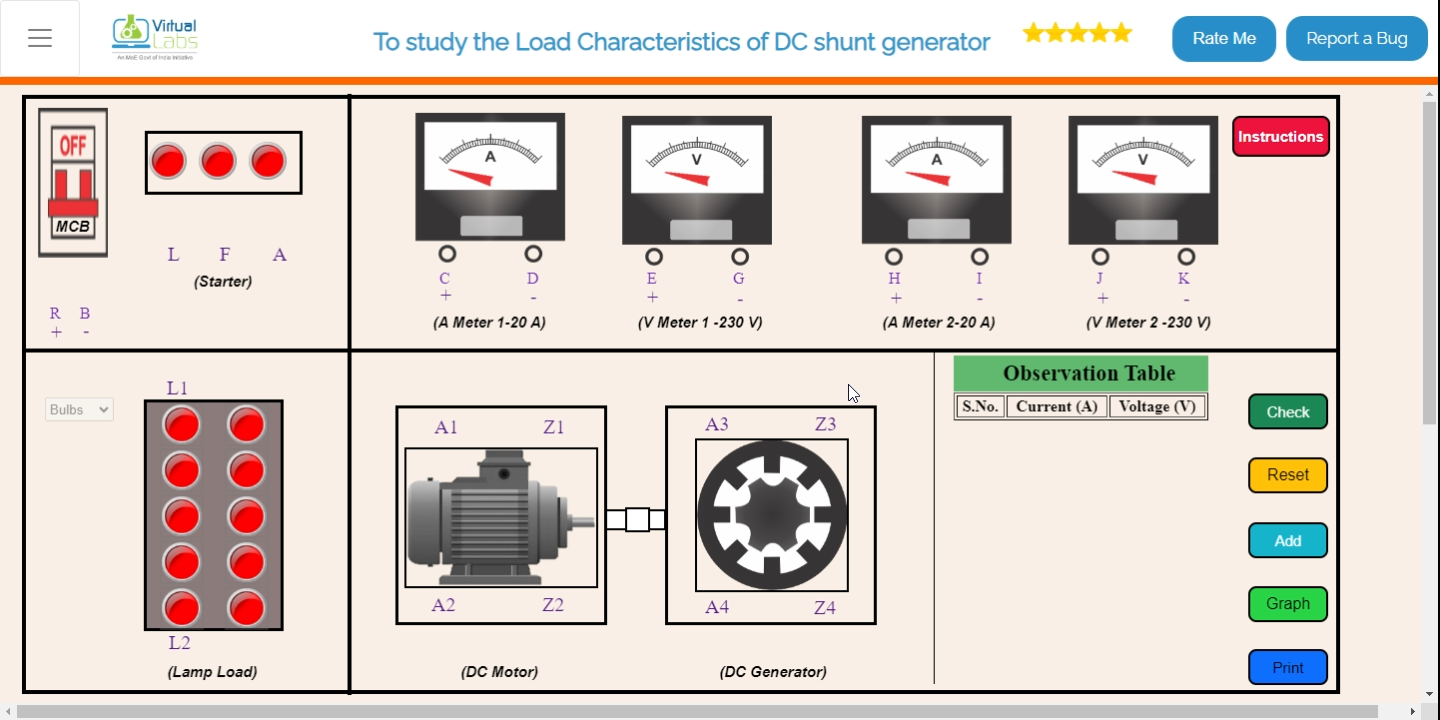 Virtual
Labs
An MoE Govt of India Initiative
To study the Load Characteristics of DC shunt generator
Rate Me
Report a Bug
OFF
MCB
L F A
(Starter)
R B
+ -
A
V
A
V
C D
+ -
(A Meter 1-20 A)
E G
+ -
(V Meter 1 -230 V)
H I
+ -
(A Meter 2-20 A)
J K
+ -
(V Meter 2 -230 V)
Instructions
Bulbs
L1
L2
(Lamp Load)
A1 Z1
A2 Z2
(DC Motor)
A3 Z3
A4 Z4
(DC Generator)
Observation Table
S.No. Current (A) Voltage (V)
Check
Reset
Add
Graph
Print